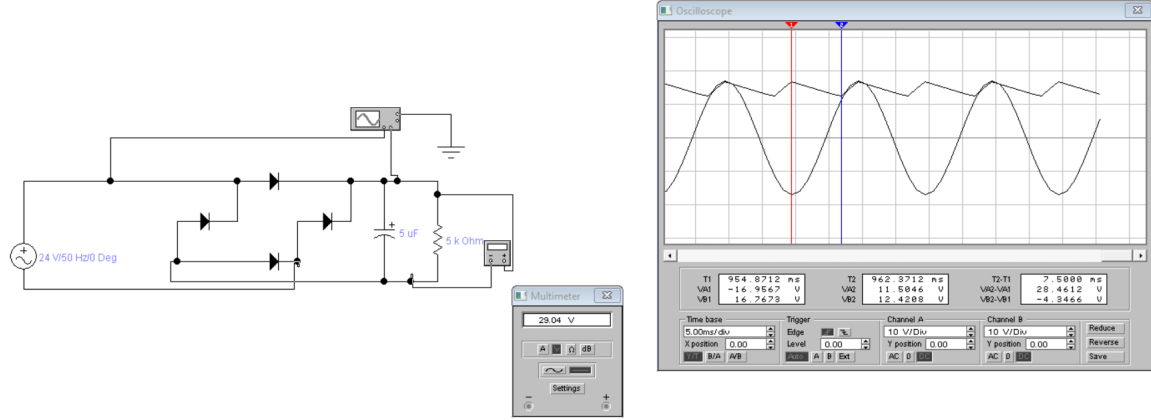 Oscilloscope
1
2
24 V/50 Hz/0 Deg
+
5 uF
5 k Ohm
- +
Multimeter
29.04 V
A V Ω dB
Settings
- +
T1 954.8712 ms
VA1 -16.9567 V
VB1 16.7673 V
T2 962.3712 ms
VA2 11.5046 V
VB2 12.4208 V
T2-T1 7.5000 ms
VA2-VA1 28.4612 V
VB2-VB1 -4.3466 V
Time base
5.00ms/div
X position 0.00
Y/T B/A A/B
Trigger
Edge
Level 0.00
Auto A B Ext
Channel A
10 V/Div
Y position 0.00
AC 0 DC
Channel B
10 V/Div
Y position 0.00
AC 0 DC
Reduce
Reverse
Save